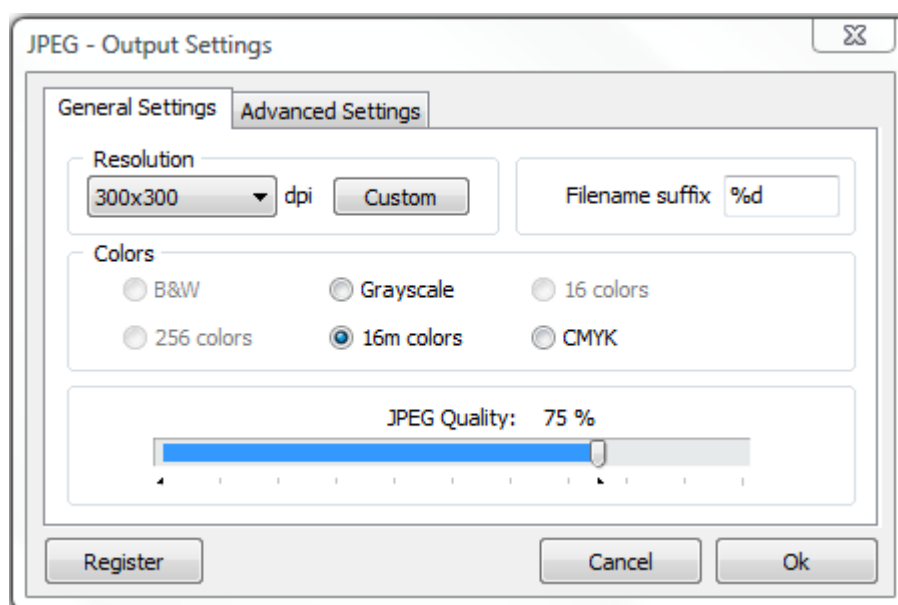 JPEG - Output Settings
General Settings
Advanced Settings
Resolution
300x300 dpi Custom
Filename suffix %d
Colors
B&W Grayscale 16 colors
256 colors 16m colors CMYK
JPEG Quality: 75 %
Register Cancel Ok